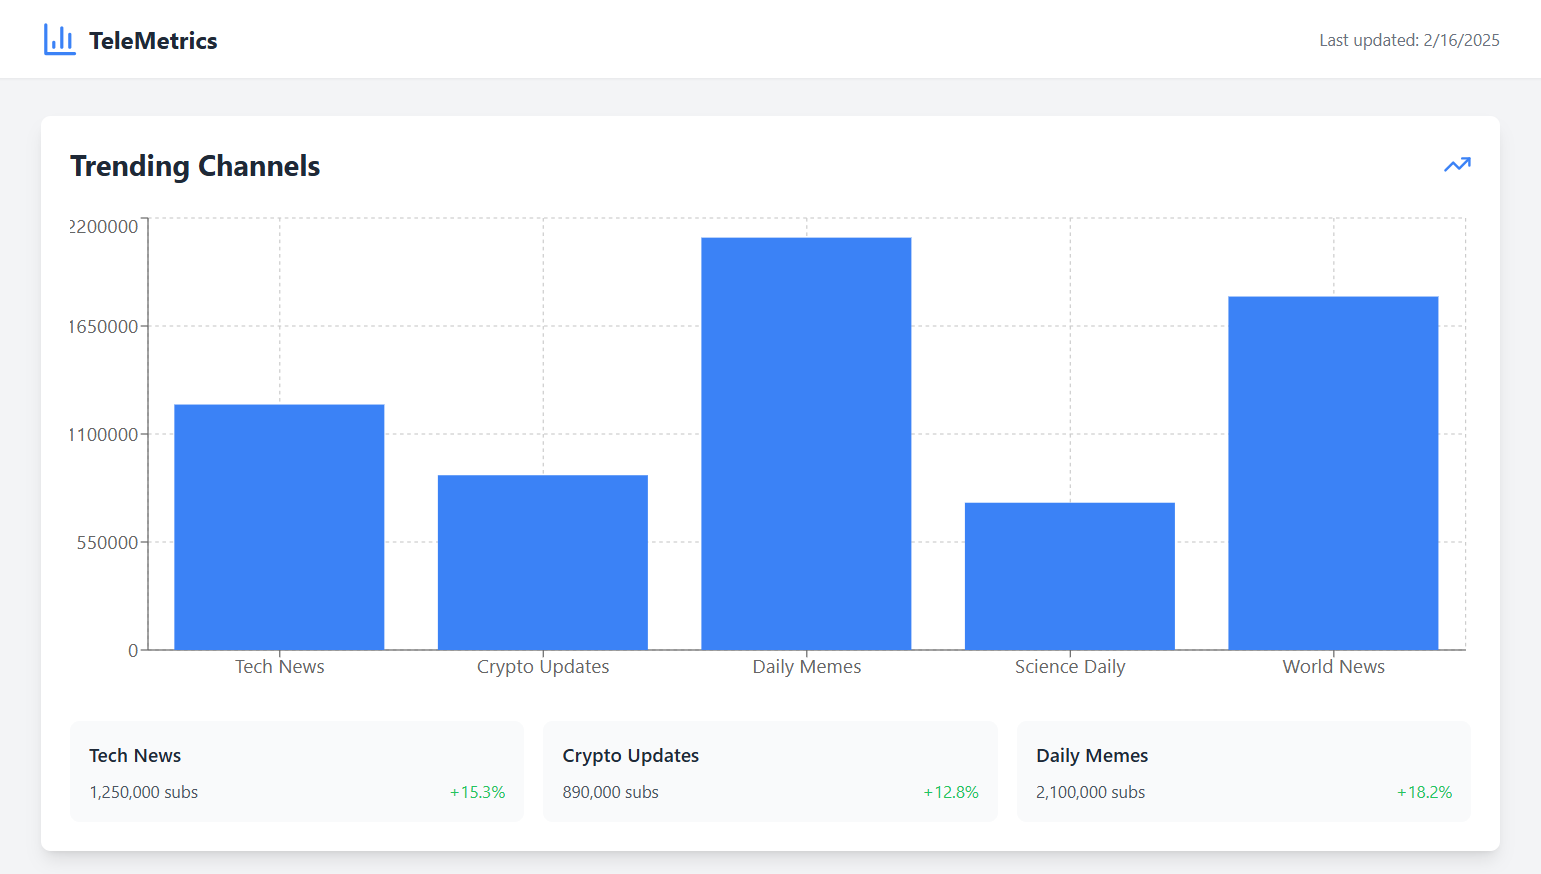 TeleMetrics
Last updated: 2/16/2025
Trending Channels
2200000
1650000
1100000
550000
0
Tech News
Crypto Updates
Daily Memes
Science Daily
World News
Tech News
1,250,000 subs
+15.3%
Crypto Updates
890,000 subs
+12.8%
Daily Memes
2,100,000 subs
+18.2%